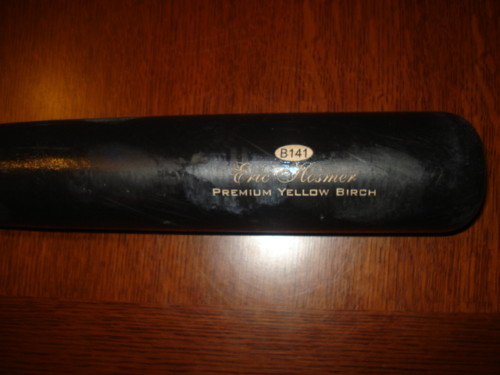 B141
Eric Hosmer
PREMIUM YELLOW BIRCH